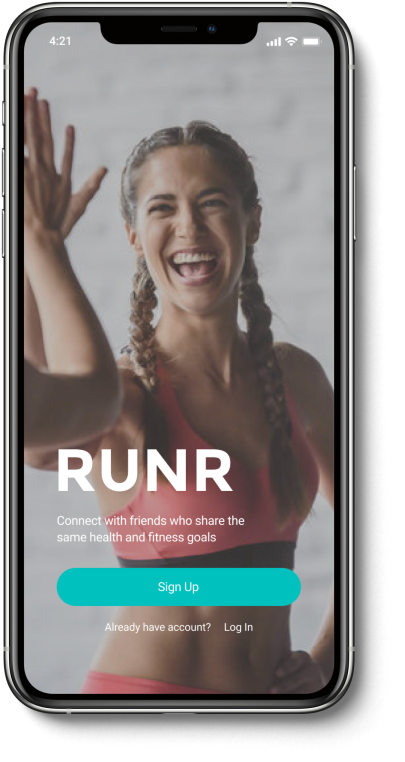 4:21
RUNR
Connect with friends who share the
same health and fitness goals
Sign Up
Already have account? Log In